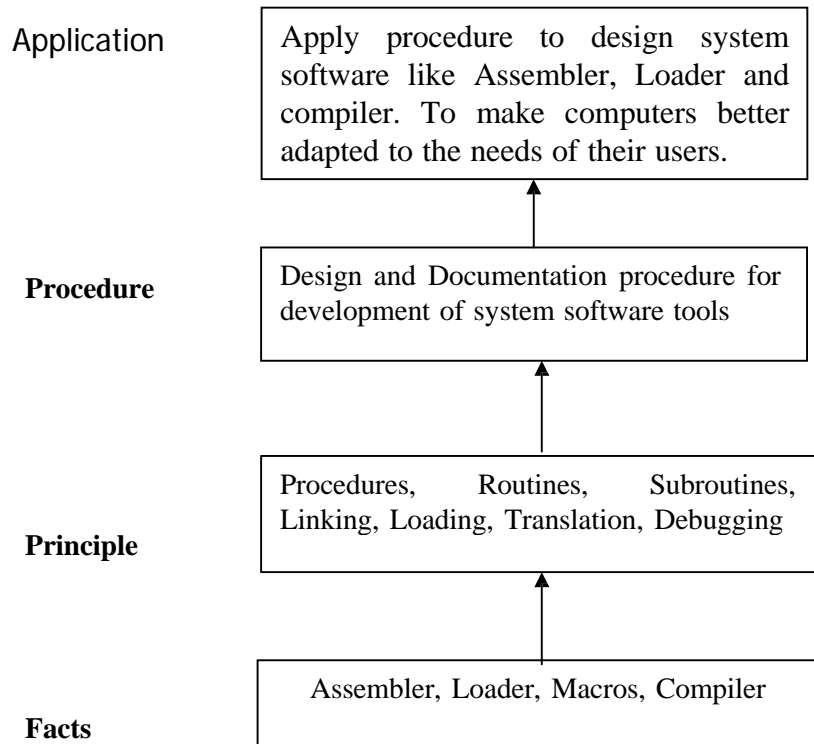 Application
Apply procedure to design system
software like Assembler, Loader and
compiler. To make computers better
adapted to the needs of their users.
Procedure
Design and Documentation procedure for
development of system software tools
Principle
Procedures, Routines, Subroutines,
Linking, Loading, Translation, Debugging
Facts
Assembler, Loader, Macros, Compiler